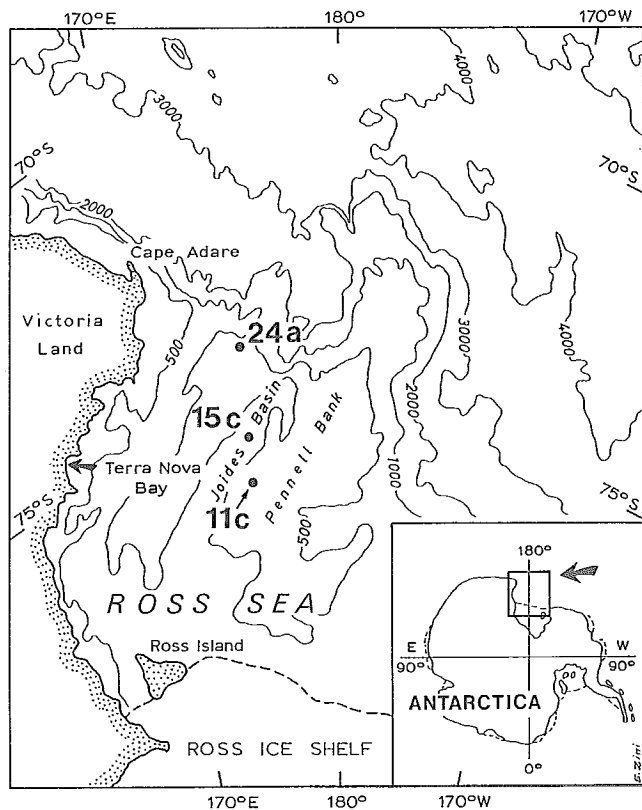 170°E 180° 170°W
4000
3000
70°S 70°S
2000
Cape Adare
Victoria
Land
500
24a
3000
4000
Basin
15c
2000
Joides
Pennell Bank
Terra Nova
Bay
1000
75°S 75°S
11c
500
180°
ROSS SEA
Ross Island
E W
90° 90°
ANTARCTICA
ROSS ICE SHELF
0°
170°E 180° 170°W